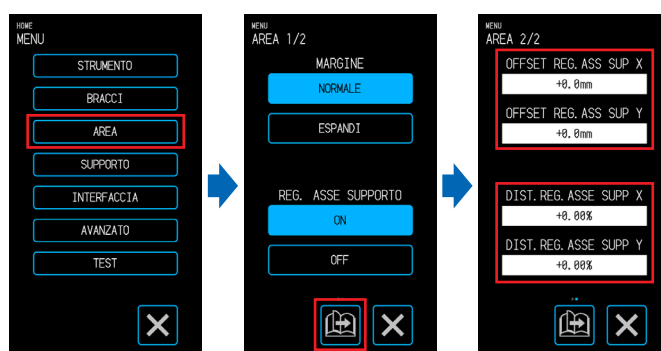 HOME
MENU
STRUMENTO
BRACCI
AREA
SUPPORTO
INTERFACCIA
AVANZATO
TEST
MENU
AREA 1/2
MARGINE
NORMALE
ESPANDI
REG. ASSE SUPPORTO
ON
OFF
MENU
AREA 2/2
OFFSET REG. ASS SUP X
+0.0mm
OFFSET REG. ASS SUP Y
+0.0mm
DIST. REG. ASSE SUPP X
+0.00%
DIST. REG. ASSE SUPP Y
+0.00%